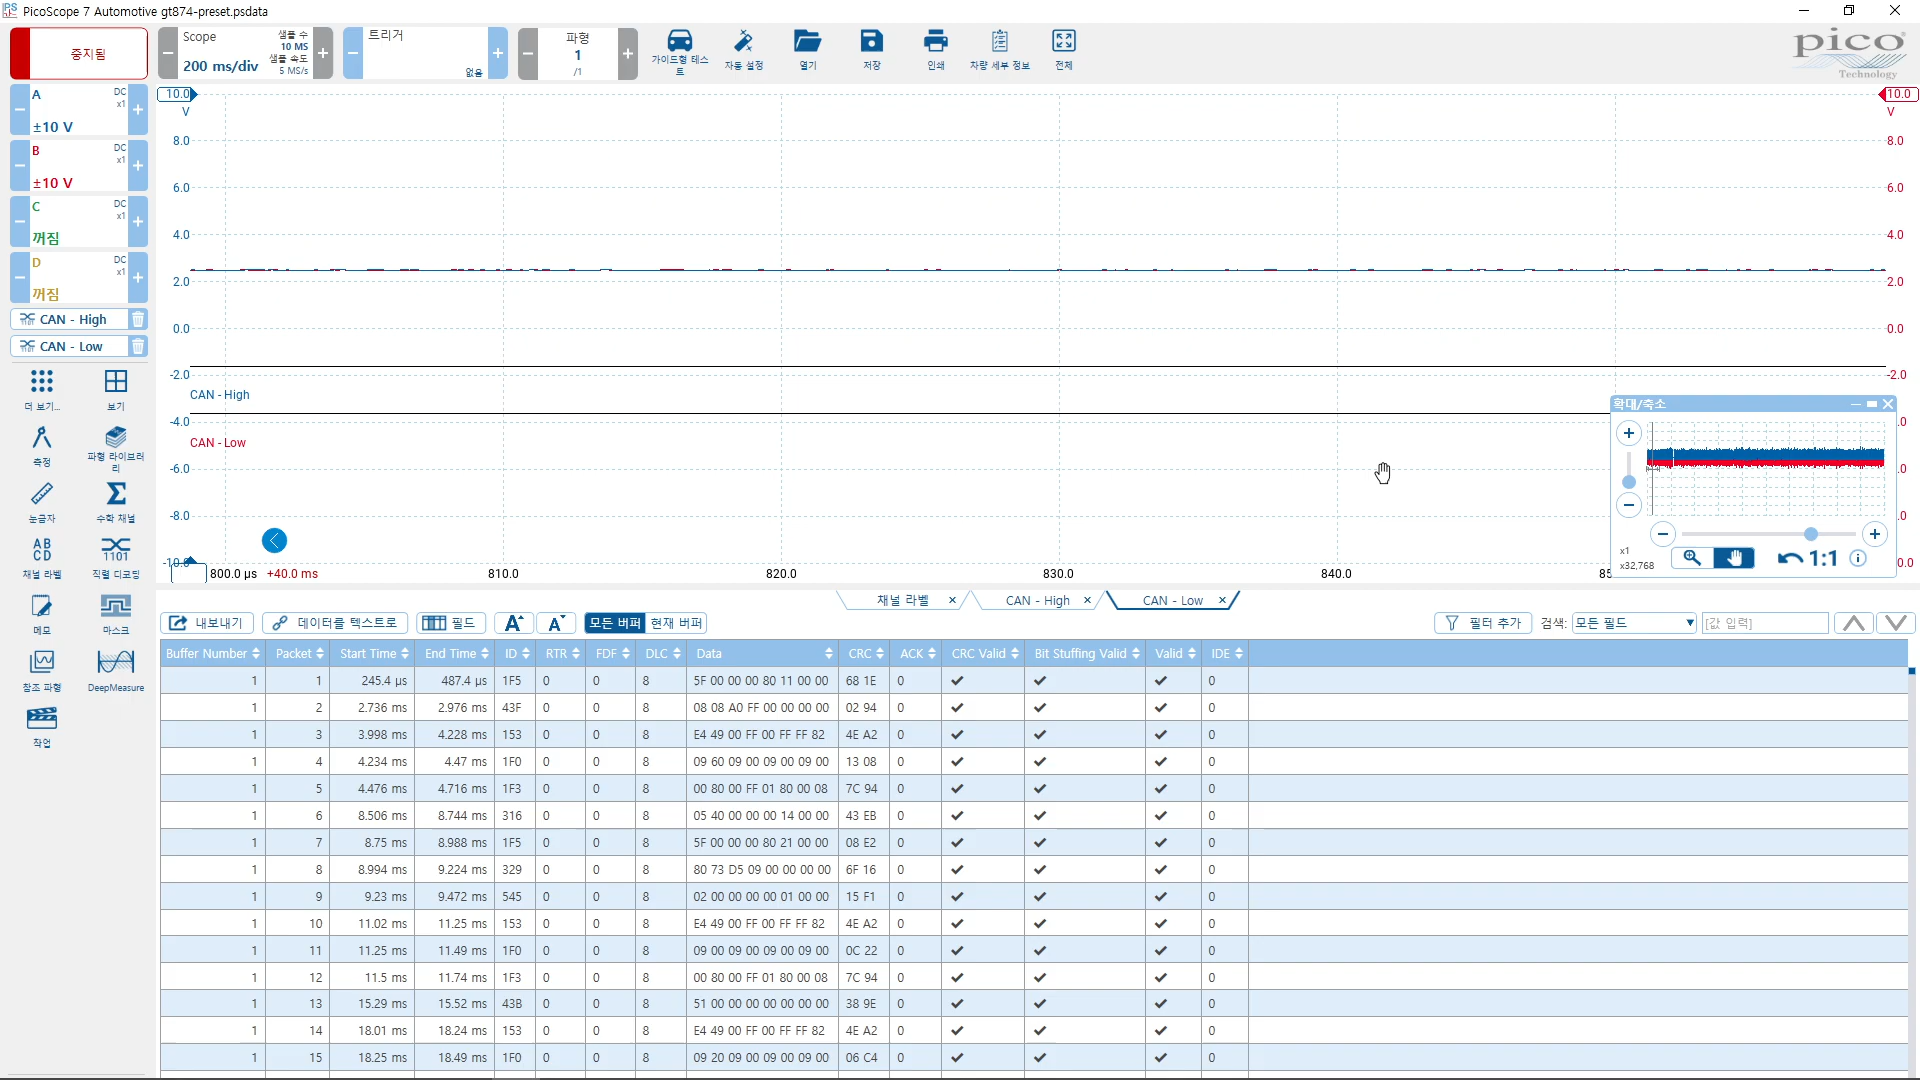 PicoScope 7 Automotive gt874-preset.psdata
중지됨
Scope
200 ms/div
샘플 수
10 MS
샘플 속도
5 MS/s
트리거
없음
파형
1
/1
가이드형 테스트
자동 설정
열기
저장
인쇄
차량 세부 정보
전체
pico
Technology
A DC
x1
±10 V
B DC
x1
±10 V
C DC
x1
꺼짐
D DC
x1
꺼짐
CAN - High
CAN - Low
더 보기...
보기
측정
파형 라이브러리
눈금자
수학 채널
ABCD
채널 라벨
1101
직렬 디코딩
메모
마스크
참조 파형
DeepMeasure
작업
10.0
V
8.0
6.0
4.0
2.0
0.0
-2.0
-4.0
-6.0
-8.0
-10.0
CAN - High
CAN - Low
10.0
V
8.0
6.0
4.0
2.0
0.0
-2.0
800.0 µs +40.0 ms 810.0 820.0 830.0 840.0
확대/축소
x1
x32,768
1:1
채널 라벨 CAN - High CAN - Low
내보내기 데이터를 텍스트로 필드 A A 모든 버퍼 현재 버퍼 필터 추가 검색: 모든 필드 [값 입력]
Buffer Number Packet Start Time End Time ID RTR FDF DLC Data CRC ACK CRC Valid Bit Stuffing Valid Valid IDE
1 1 245.4 µs 487.4 µs 1F5 0 0 8 5F 00 00 00 80 11 00 00 68 1E 0 ✔ ✔ ✔ 0
1 2 2.736 ms 2.976 ms 43F 0 0 8 08 08 A0 FF 00 00 00 00 02 94 0 ✔ ✔ ✔ 0
1 3 3.998 ms 4.228 ms 153 0 0 8 E4 49 00 FF 00 FF FF 82 4E A2 0 ✔ ✔ ✔ 0
1 4 4.234 ms 4.47 ms 1F0 0 0 8 09 60 09 00 09 00 09 00 13 08 0 ✔ ✔ ✔ 0
1 5 4.476 ms 4.716 ms 1F3 0 0 8 00 80 00 FF 01 80 00 08 7C 94 0 ✔ ✔ ✔ 0
1 6 8.506 ms 8.744 ms 316 0 0 8 05 40 00 00 00 14 00 00 43 EB 0 ✔ ✔ ✔ 0
1 7 8.75 ms 8.988 ms 1F5 0 0 8 5F 00 00 00 80 21 00 00 08 E2 0 ✔ ✔ ✔ 0
1 8 8.994 ms 9.224 ms 329 0 0 8 80 73 D5 09 00 00 00 00 6F 16 0 ✔ ✔ ✔ 0
1 9 9.23 ms 9.472 ms 545 0 0 8 02 00 00 00 00 01 00 00 15 F1 0 ✔ ✔ ✔ 0
1 10 11.02 ms 11.25 ms 153 0 0 8 E4 49 00 FF 00 FF FF 82 4E A2 0 ✔ ✔ ✔ 0
1 11 11.25 ms 11.49 ms 1F0 0 0 8 09 00 09 00 09 00 09 00 0C 22 0 ✔ ✔ ✔ 0
1 12 11.5 ms 11.74 ms 1F3 0 0 8 00 80 00 FF 01 80 00 08 7C 94 0 ✔ ✔ ✔ 0
1 13 15.29 ms 15.52 ms 43B 0 0 8 51 00 00 00 00 00 00 00 38 9E 0 ✔ ✔ ✔ 0
1 14 18.01 ms 18.24 ms 153 0 0 8 E4 49 00 FF 00 FF FF 82 4E A2 0 ✔ ✔ ✔ 0
1 15 18.25 ms 18.49 ms 1F0 0 0 8 09 20 09 00 09 00 09 00 06 C4 0 ✔ ✔ ✔ 0